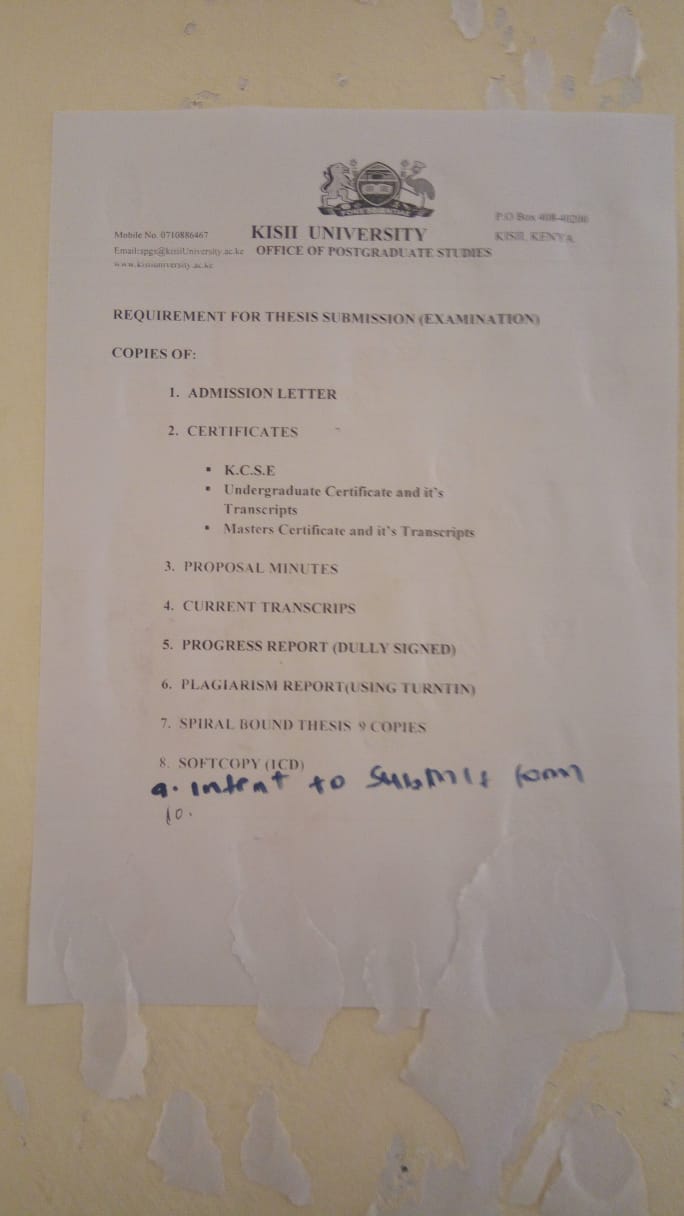 FONS SAPIENTIAE
P.O Box 408-40200
Mobile No. 0710886467
KISII UNIVERSITY
KISII, KENYA
Email:spgs@kisiiUniversity.ac.ke
OFFICE OF POSTGRADUATE STUDIES
www.kisiiuniversity.ac.ke
REQUIREMENT FOR THESIS SUBMISSION (EXAMINATION)
COPIES OF:
1. ADMISSION LETTER
2. CERTIFICATES
▪ K.C.S.E
▪ Undergraduate Certificate and it's
Transcripts
▪ Masters Certificate and it's Transcripts
3. PROPOSAL MINUTES
4. CURRENT TRANSCRIPS
5. PROGRESS REPORT (DULLY SIGNED)
6. PLAGIARISM REPORT(USING TURNTIN)
7. SPIRAL BOUND THESIS 9 COPIES
8. SOFTCOPY (1CD)
9. Intent to Submit form
10.